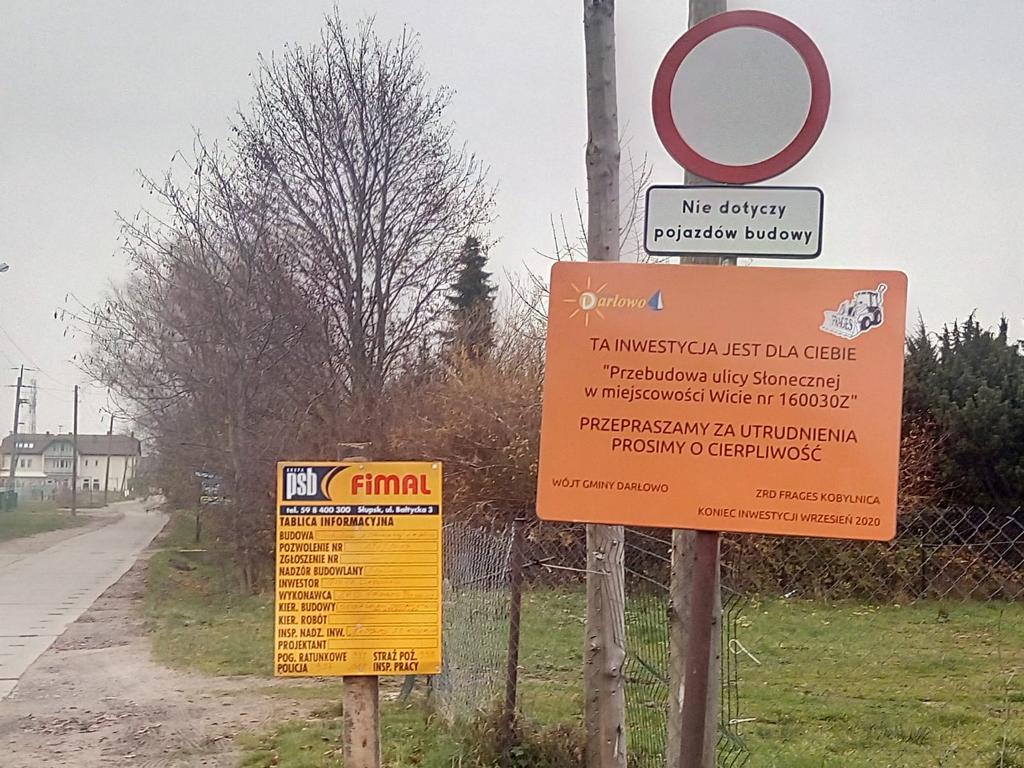 Nie dotyczy
pojazdów budowy
Darłowo
FRAGES
TA INWESTYCJA JEST DLA CIEBIE
"Przebudowa ulicy Słonecznej
w miejscowości Wicie nr 160030Z"
PRZEPRASZAMY ZA UTRUDNIENIA
PROSIMY O CIERPLIWOŚĆ
WÓJT GMINY DARŁOWO
ZRD FRAGES KOBYLNICA
KONIEC INWESTYCJI WRZESIEŃ 2020
GRUPA
psb FiMAL
tel. 59 8 400 300 Słupsk, ul. Bałtycka 3
TABLICA INFORMACYJNA
BUDOWA
POZWOLENIE NR
ZGŁOSZENIE NR
NADZÓR BUDOWLANY
INWESTOR
WYKONAWCA
KIER. BUDOWY
KIER. ROBÓT
INSP. NADZ. INW.
PROJEKTANT
POG. RATUNKOWE STRAŻ POŻ.
POLICJA INSP. PRACY